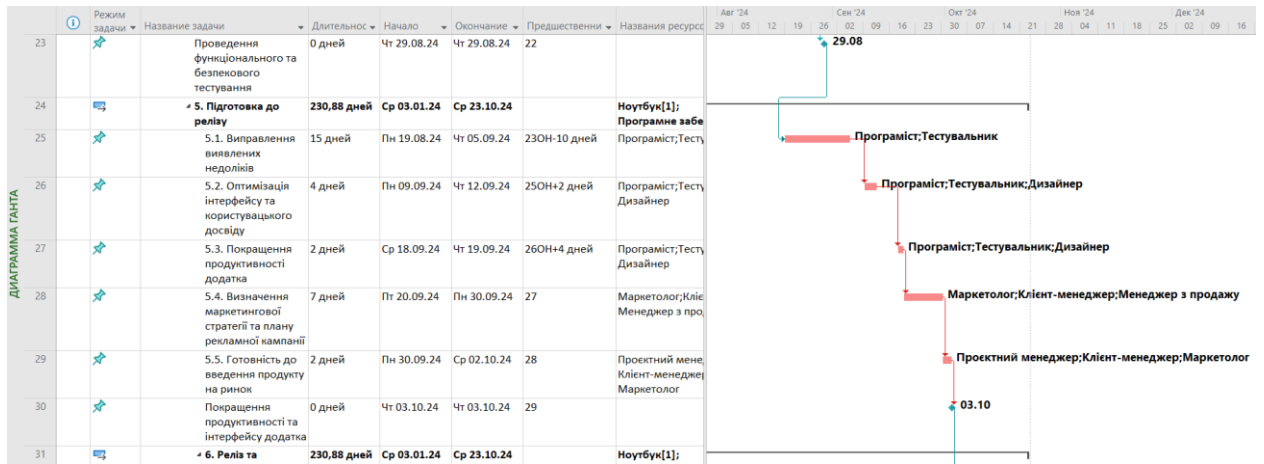 Режим задачи
Название задачи
Длительнос
Начало
Окончание
Предшественни
Названия ресурсс
Авг '24
Сен '24
Окт '24
Ноя '24
Дек '24
29 05 12 19 26 02 09 16 23 30 07 14 21 28 04 11 18 25 02 09 16
ДИАГРАММА ГАНТА
23 Проведення 0 дней Чт 29.08.24 Чт 29.08.24 22 29.08
функціонального та
безпекового
тестування
24 5. Підготовка до 230,88 дней Ср 03.01.24 Ср 23.10.24 Ноутбук[1];
релізу Программе забе
25 5.1. Виправлення 15 дней Пн 19.08.24 Чт 05.09.24 23ОН-10 дней Програміст;Тесту Програміст;Тестувальник
виявлених
недоліків
26 5.2. Оптимізація 4 дней Пн 09.09.24 Чт 12.09.24 25ОН+2 дней Програміст;Тесту Програміст;Тестувальник;Дизайнер
інтерфейсу та Дизайнер
користувацького
досвіду
27 5.3. Покращення 2 дней Ср 18.09.24 Чт 19.09.24 26ОН+4 дней Програміст;Тесту Програміст;Тестувальник;Дизайнер
продуктивності Дизайнер
додатка
28 5.4. Визначення 7 дней Пт 20.09.24 Пн 30.09.24 27 Маркетолог;Кліє Маркетолог;Клієнт-менеджер;Менеджер з продажу
маркетингової Менеджер з про,
стратегії та плану
рекламної кампанії
29 5.5. Готовність до 2 дней Пн 30.09.24 Ср 02.10.24 28 Проєктний мене, Проєктний менеджер;Клієнт-менеджер;Маркетолог
введення продукту Клієнт-менеджер
на ринок Маркетолог
30 Покращення 0 дней Чт 03.10.24 Чт 03.10.24 29 03.10
продуктивності та
інтерфейсу додатка
31 6. Реліз та 230,88 дней Ср 03.01.24 Ср 23.10.24 Ноутбук[1];